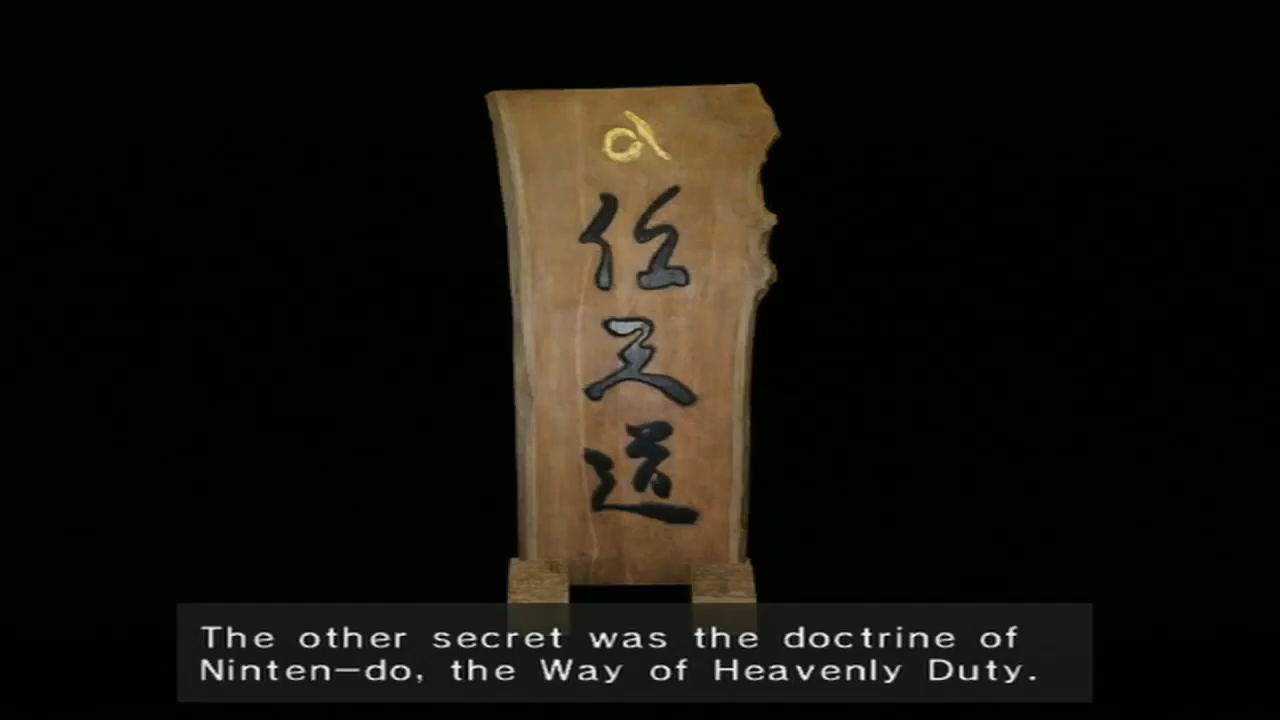 α
任
天
道
The other secret was the doctrine of
Ninten—do, the Way of Heavenly Duty.